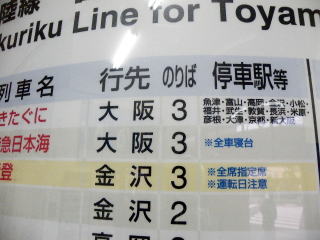 陸線
kuriku Line for Toyam
列車名 行先 のりば 停車駅等
きたぐに 大阪 3 魚津・富山・高岡・金沢・小松・
福井・武生・敦賀・長浜・米原・
彦根・大津・京都・新大阪
急日本海 大阪 3 ※全車寝台
登 金沢 3 ※全席指定席
※運転日注意
金沢 2